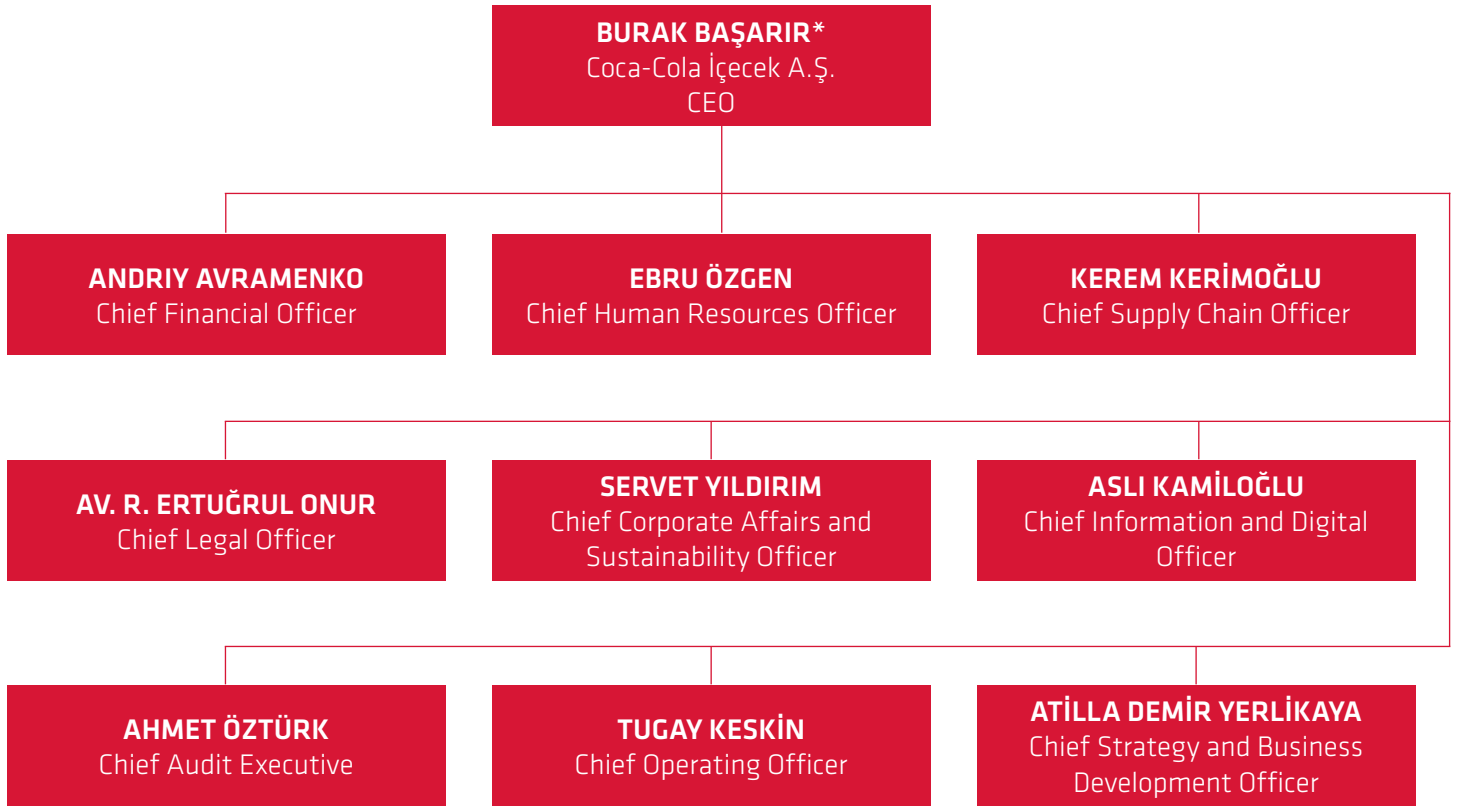 BURAK BAŞARIR*
Coca-Cola İçecek A.Ş.
CEO
ANDRIY AVRAMENKO
Chief Financial Officer
EBRU ÖZGEN
Chief Human Resources Officer
KEREM KERİMOĞLU
Chief Supply Chain Officer
AV. R. ERTUĞRUL ONUR
Chief Legal Officer
SERVET YILDIRIM
Chief Corporate Affairs and
Sustainability Officer
ASLI KAMİLOĞLU
Chief Information and Digital
Officer
AHMET ÖZTÜRK
Chief Audit Executive
TUGAY KESKİN
Chief Operating Officer
ATİLLA DEMİR YERLİKAYA
Chief Strategy and Business
Development Officer